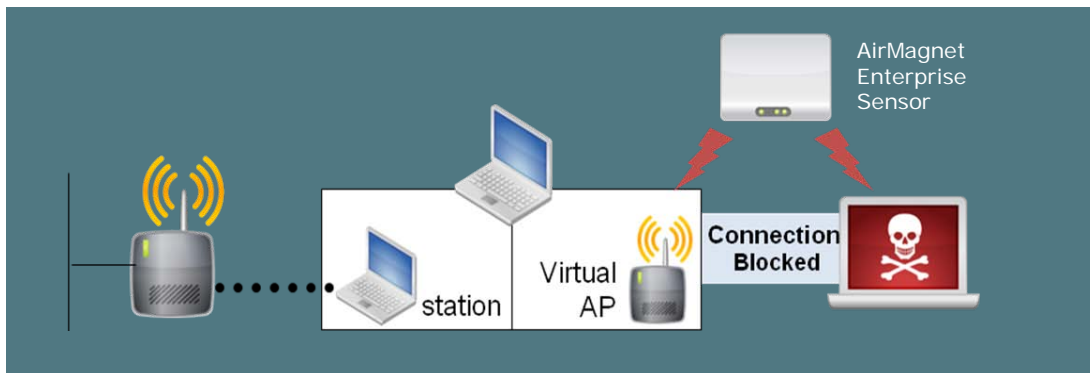 AirMagnet
Enterprise
Sensor
station
Virtual
AP
Connection
Blocked